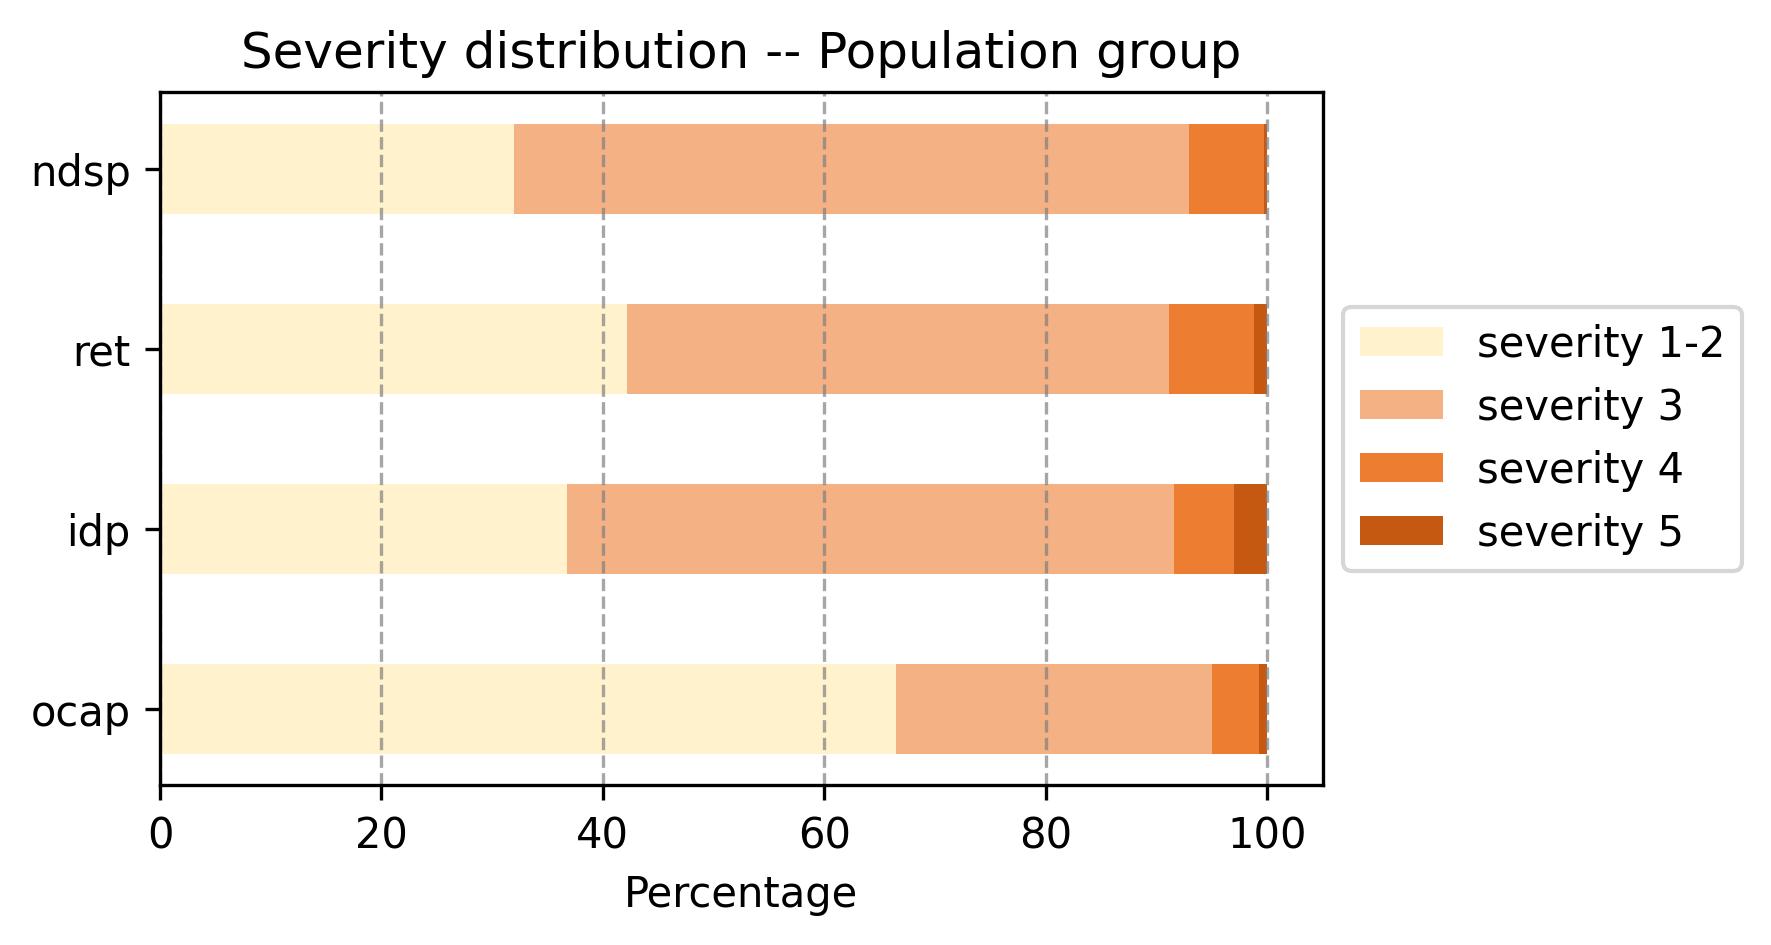 Severity distribution -- Population group
ndsp
ret
idp
ocap
0 20 40 60 80 100
Percentage
severity 1-2
severity 3
severity 4
severity 5